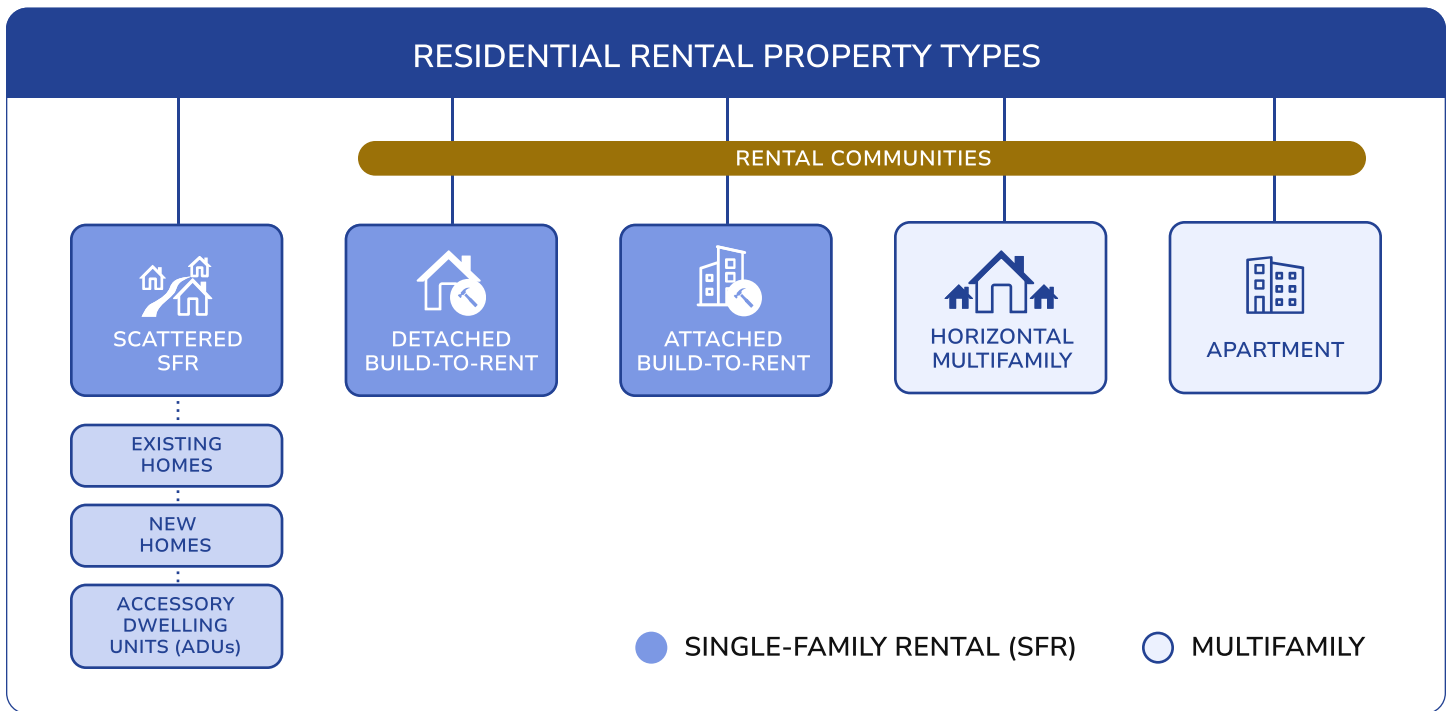 RESIDENTIAL RENTAL PROPERTY TYPES
RENTAL COMMUNITIES
SCATTERED
SFR
DETACHED
BUILD-TO-RENT
ATTACHED
BUILD-TO-RENT
HORIZONTAL
MULTIFAMILY
APARTMENT
EXISTING
HOMES
NEW
HOMES
ACCESSORY
DWELLING
UNITS (ADUs)
SINGLE-FAMILY RENTAL (SFR)
MULTIFAMILY